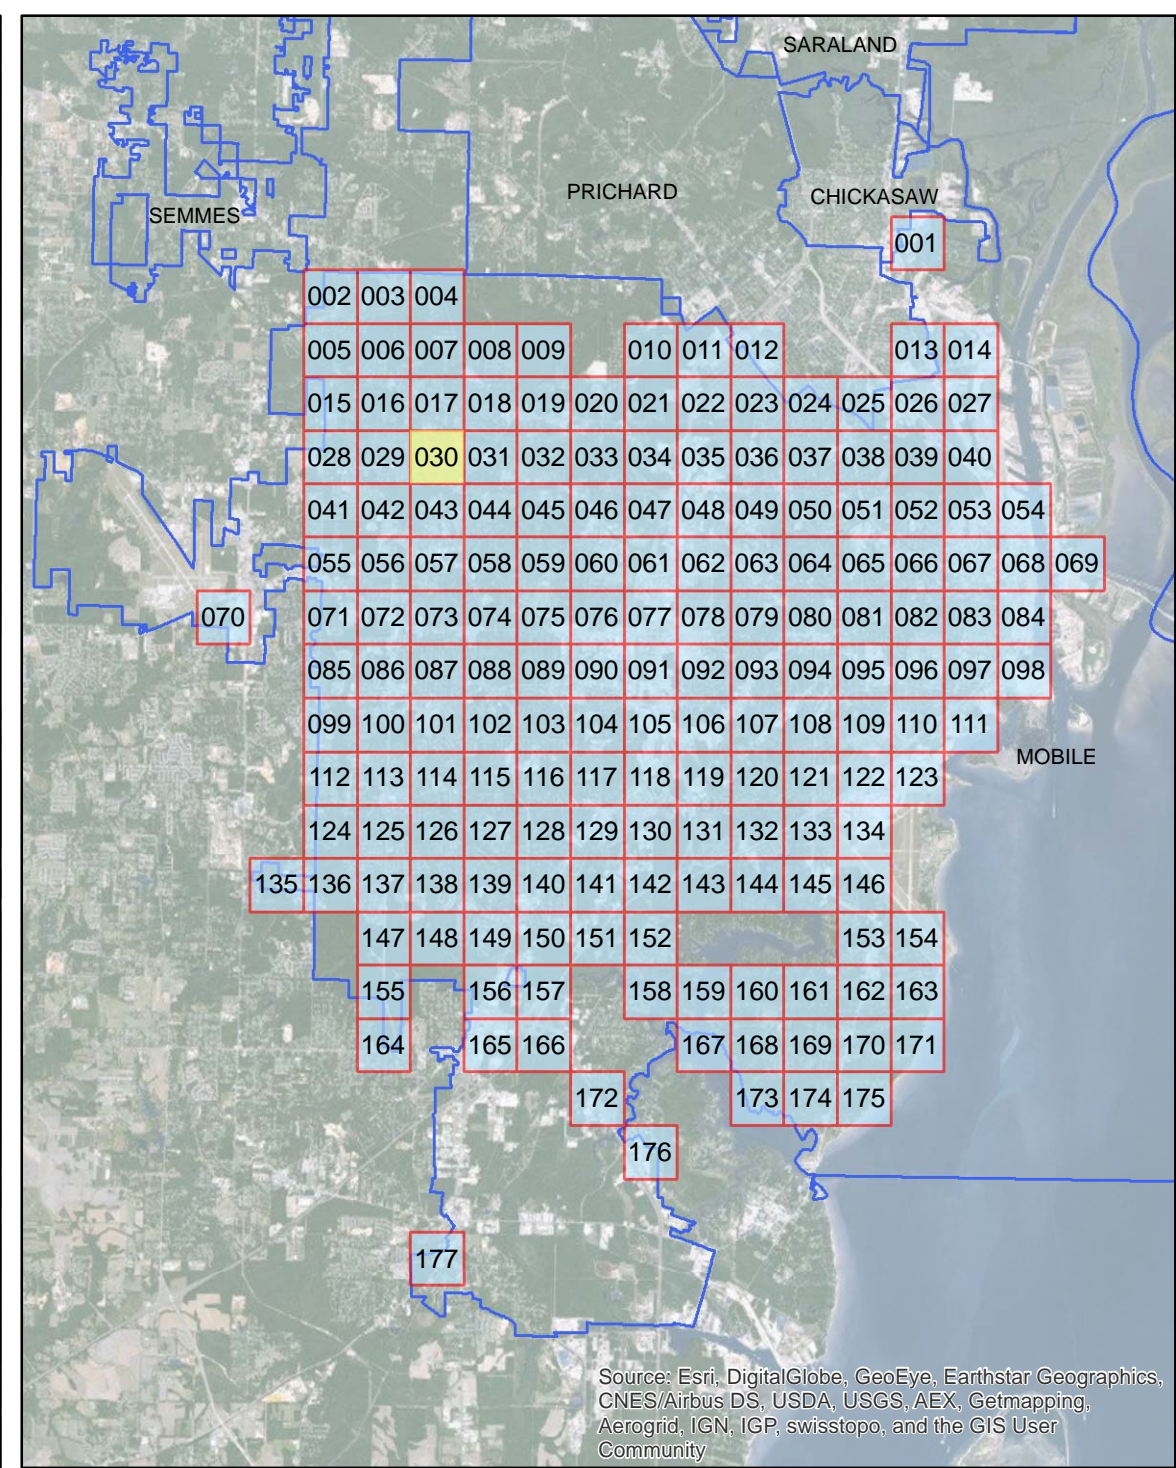 SARALAND
PRICHARD
CHICKASAW
SEMMES
001
002 003 004
005 006 007 008 009 010 011 012 013 014
015 016 017 018 019 020 021 022 023 024 025 026 027
028 029 030 031 032 033 034 035 036 037 038 039 040
041 042 043 044 045 046 047 048 049 050 051 052 053 054
055 056 057 058 059 060 061 062 063 064 065 066 067 068 069
070 071 072 073 074 075 076 077 078 079 080 081 082 083 084
085 086 087 088 089 090 091 092 093 094 095 096 097 098
099 100 101 102 103 104 105 106 107 108 109 110 111
MOBILE
112 113 114 115 116 117 118 119 120 121 122 123
124 125 126 127 128 129 130 131 132 133 134
135 136 137 138 139 140 141 142 143 144 145 146
147 148 149 150 151 152 153 154
155 156 157 158 159 160 161 162 163
164 165 166 167 168 169 170 171
172 173 174 175
176
177
Source: Esri, DigitalGlobe, GeoEye, Earthstar Geographics,
CNES/Airbus DS, USDA, USGS, AEX, Getmapping,
Aerogrid, IGN, IGP, swisstopo, and the GIS User
Community